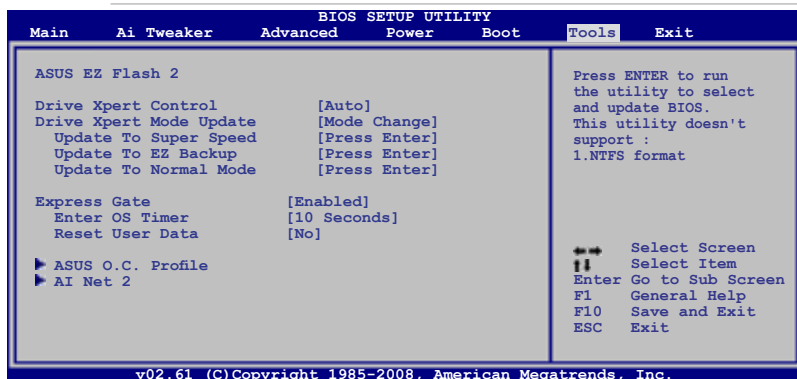 BIOS SETUP UTILITY
Main Ai Tweaker Advanced Power Boot Tools Exit
ASUS EZ Flash 2
Drive Xpert Control [Auto]
Drive Xpert Mode Update [Mode Change]
Update To Super Speed [Press Enter]
Update To EZ Backup [Press Enter]
Update To Normal Mode [Press Enter]
Express Gate [Enabled]
Enter OS Timer [10 Seconds]
Reset User Data [No]
ASUS O.C. Profile
AI Net 2
Press ENTER to run
the utility to select
and update BIOS.
This utility doesn't
support :
1.NTFS format
Select Screen
Select Item
Enter Go to Sub Screen
F1 General Help
F10 Save and Exit
ESC Exit
v02.61 (C)Copyright 1985-2008, American Megatrends, Inc.